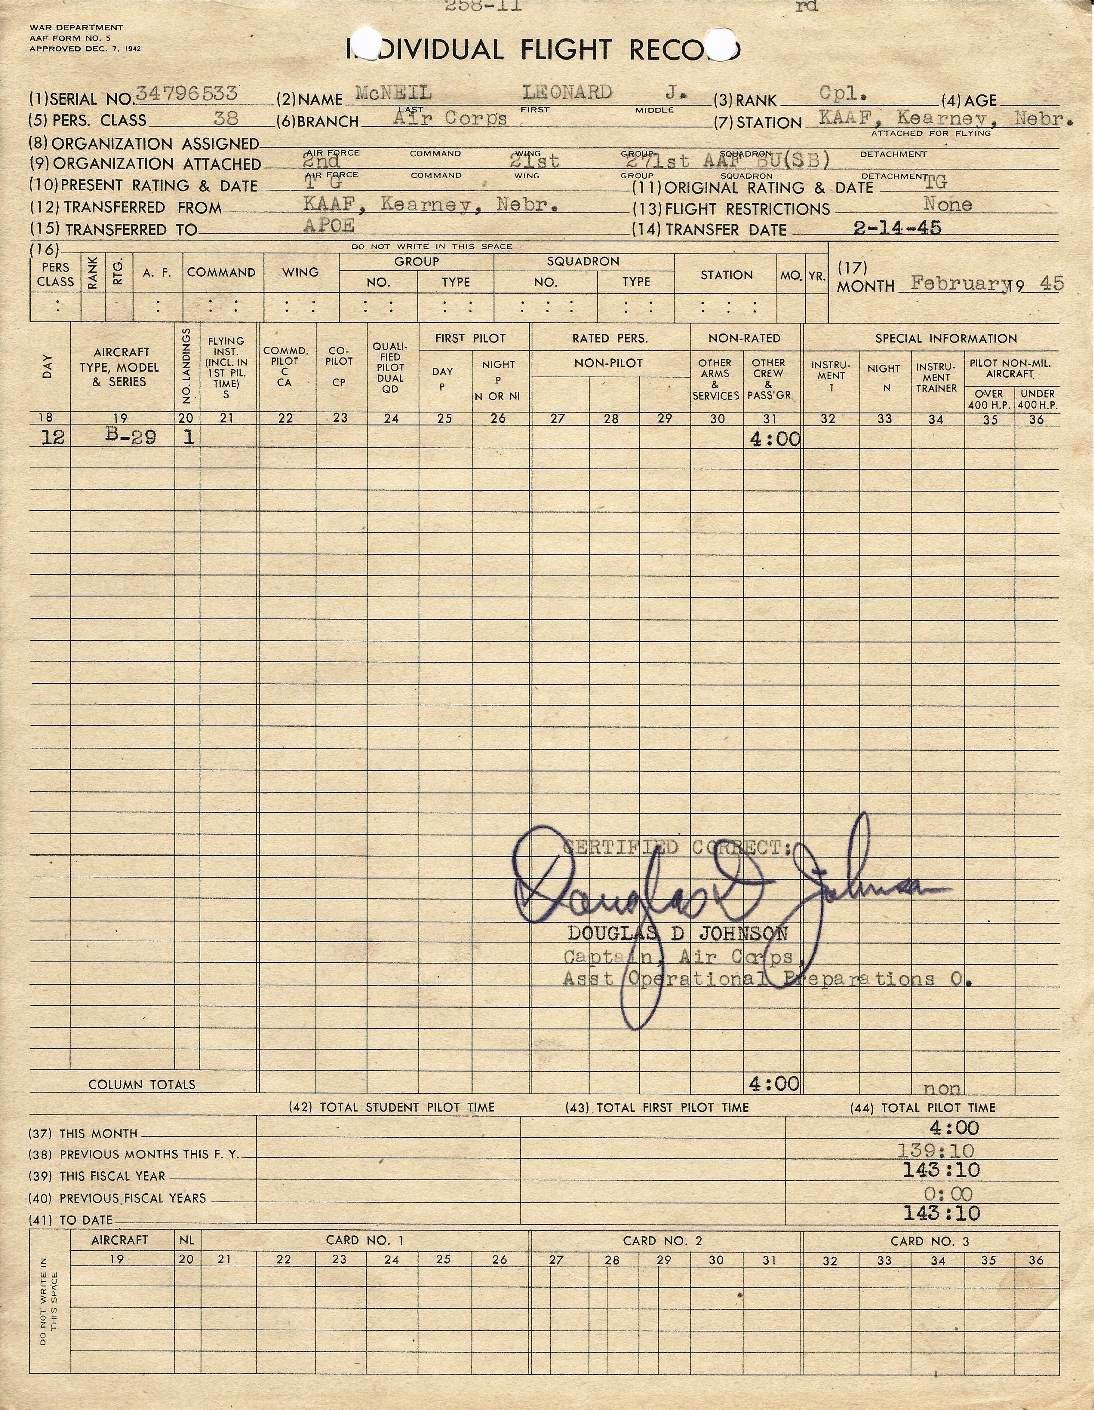 258-11 rd
WAR DEPARTMENT
AAF FORM NO. 5
APPROVED DEC. 7, 1942
INDIVIDUAL FLIGHT RECORD
(1) SERIAL NO. 34796533 (2) NAME McNEIL LEONARD J. (3) RANK Cpl. (4) AGE
LAST FIRST MIDDLE
(5) PERS. CLASS 38 (6) BRANCH Air Corps (7) STATION KAAF, Kearney, Nebr.
ATTACHED FOR FLYING
(8) ORGANIZATION ASSIGNED
AIR FORCE COMMAND WING GROUP SQUADRON DETACHMENT
(9) ORGANIZATION ATTACHED 2nd 21st 271st AAF BU(SB)
AIR FORCE COMMAND WING GROUP SQUADRON DETACHMENT
(10) PRESENT RATING & DATE T G (11) ORIGINAL RATING & DATE TG
(12) TRANSFERRED FROM KAAF, Kearney, Nebr. (13) FLIGHT RESTRICTIONS None
(15) TRANSFERRED TO APOE (14) TRANSFER DATE 2-14-45
(16) DO NOT WRITE IN THIS SPACE
PERS CLASS RANK RTG. A. F. COMMAND WING GROUP NO. TYPE SQUADRON NO. TYPE STATION MO. YR. (17) MONTH February 19 45
DAY AIRCRAFT TYPE, MODEL & SERIES NO. LANDINGS FLYING INST. (INCL. IN 1ST PIL. TIME) S COMMD. PILOT C CA CO-PILOT CP QUALI-FIED PILOT DUAL QD FIRST PILOT DAY P NIGHT P N OR NI RATED PERS. NON-PILOT NON-RATED OTHER ARMS & SERVICES OTHER CREW & PASS'GR SPECIAL INFORMATION INSTRU-MENT I NIGHT N INSTRU-MENT TRAINER PILOT NON-MIL. AIRCRAFT OVER 400 H.P. UNDER 400 H.P.
18 19 20 21 22 23 24 25 26 27 28 29 30 31 32 33 34 35 36
12 B-29 1 4:00
CERTIFIED CORRECT:
Douglas D Johnson
DOUGLAS D JOHNSON
Captain, Air Corps,
Asst Operational Preparations O.
COLUMN TOTALS 4:00 non
(42) TOTAL STUDENT PILOT TIME (43) TOTAL FIRST PILOT TIME (44) TOTAL PILOT TIME
(37) THIS MONTH 4:00
(38) PREVIOUS MONTHS THIS F. Y. 139:10
(39) THIS FISCAL YEAR 143:10
(40) PREVIOUS FISCAL YEARS 0:00
(41) TO DATE 143:10
AIRCRAFT NL CARD NO. 1 CARD NO. 2 CARD NO. 3
19 20 21 22 23 24 25 26 27 28 29 30 31 32 33 34 35 36
DO NOT WRITE IN
THIS SPACE